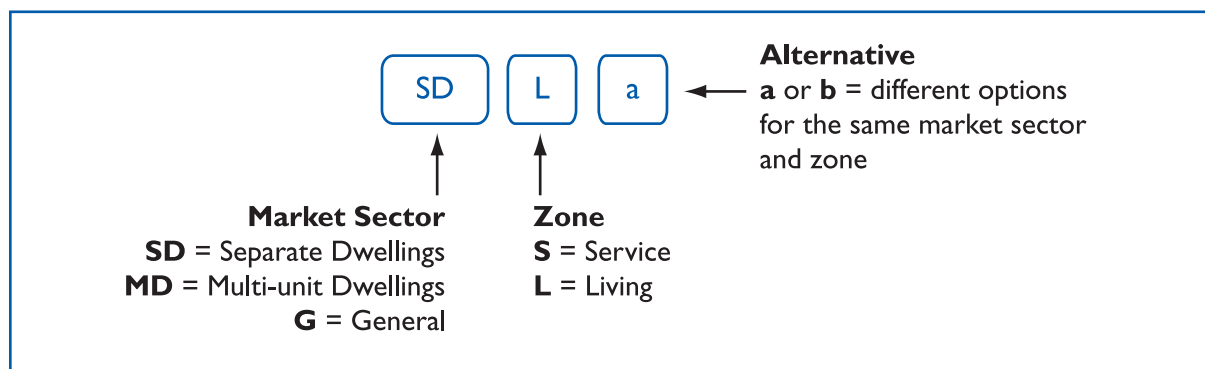 SD L a
Alternative
a or b = different options
for the same market sector
and zone
Market Sector
SD = Separate Dwellings
MD = Multi-unit Dwellings
G = General
Zone
S = Service
L = Living